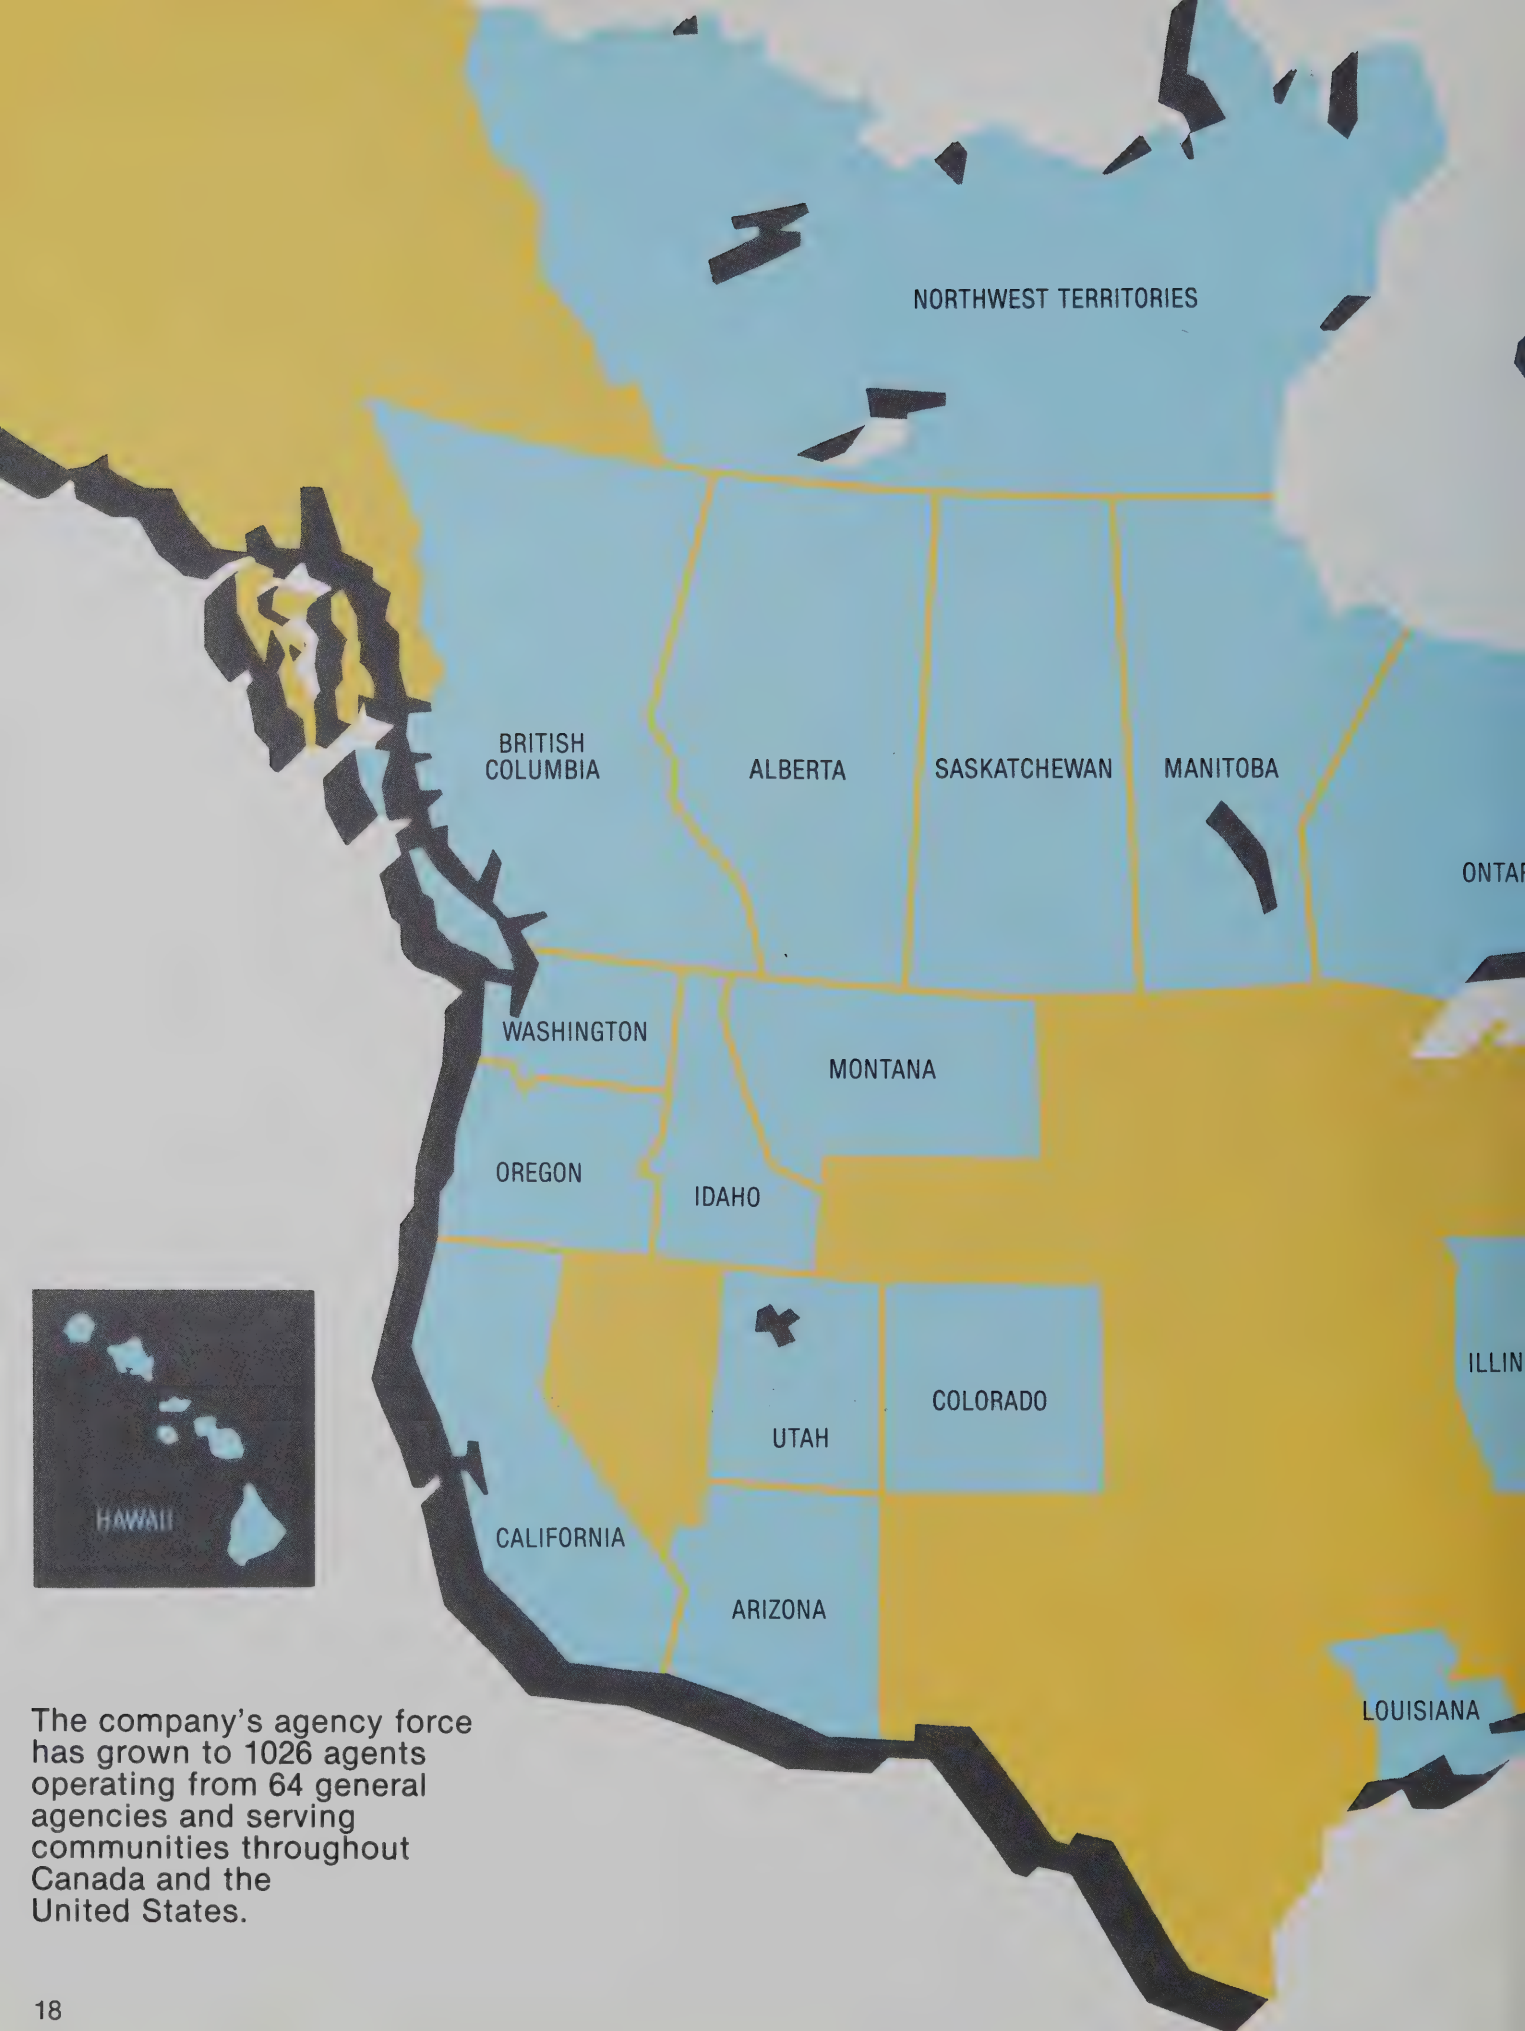 NORTHWEST TERRITORIES
BRITISH
COLUMBIA
ALBERTA
SASKATCHEWAN
MANITOBA
ONTAR
WASHINGTON
MONTANA
OREGON
IDAHO
ILLIN
COLORADO
UTAH
HAWAII
CALIFORNIA
ARIZONA
LOUISIANA
The company's agency force
has grown to 1026 agents
operating from 64 general
agencies and serving
communities throughout
Canada and the
United States.
18